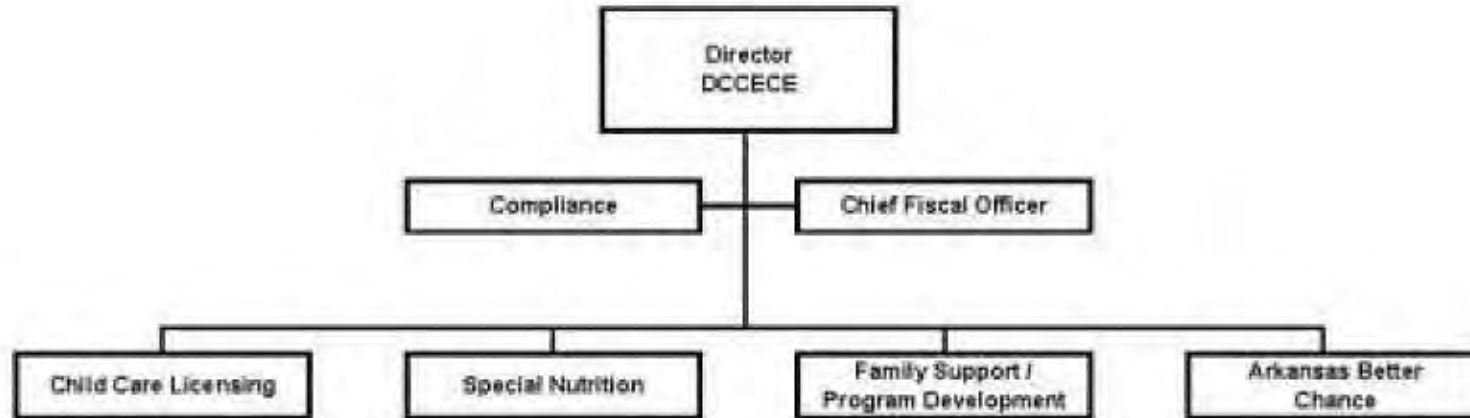 Director
DCCECE
Compliance
Chief Fiscal Officer
Child Care Licensing
Special Nutrition
Family Support /
Program Development
Arkansas Better
Chance